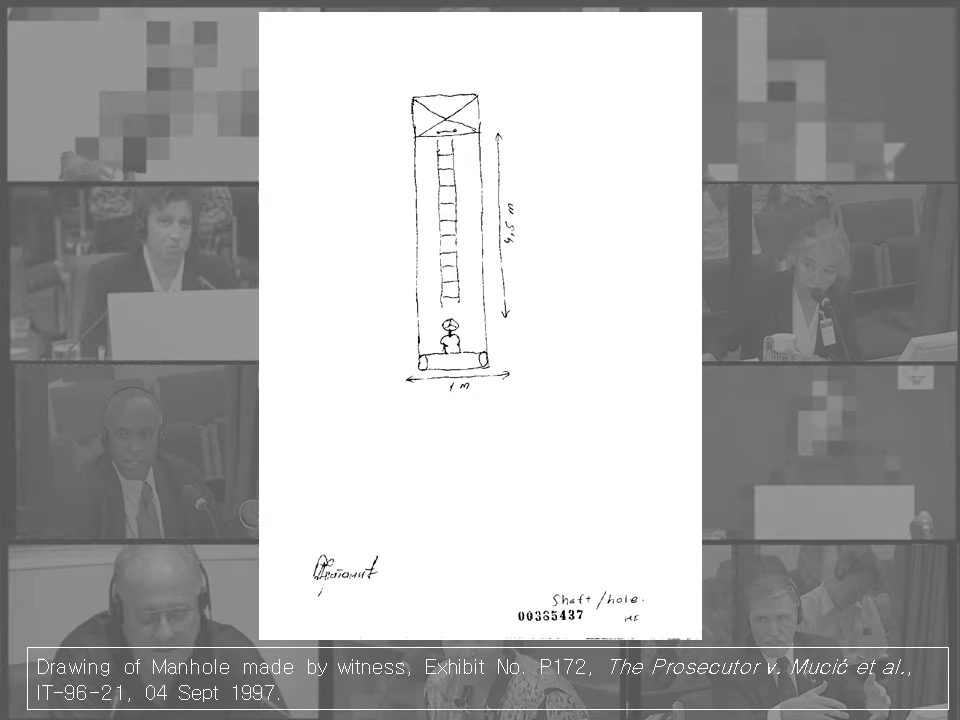 4,5 m
1 m
Shaft/hole.
00385437
MF
Drawing of Manhole made by witness, Exhibit No. P172, The Prosecutor v. Mucić et al.,
IT-96-21, 04 Sept 1997.